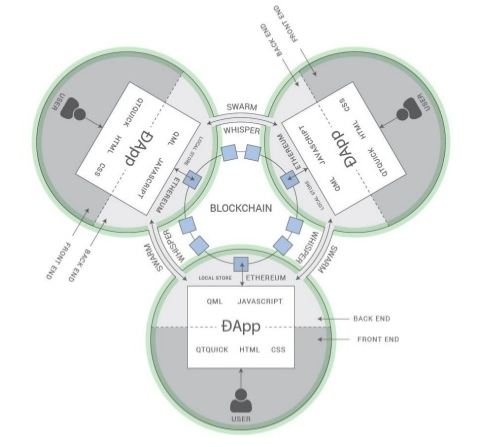 FRONT END
BACK END
SWARM
WHISPER
USER
QTQUICK HTML CSS
ĐApp
QML JAVASCRIPT
LOCAL STORE
ETHEREUM
USER
CSS HTML QTQUICK
ĐApp
JAVASCRIPT QML
ETHEREUM
LOCAL STORE
BLOCKCHAIN
FRONT END
BACK END
SWARM
WHISPER
WHISPER
SWARM
LOCAL STORE ETHEREUM
QML JAVASCRIPT
ĐApp
QTQUICK HTML CSS
BACK END
FRONT END
USER